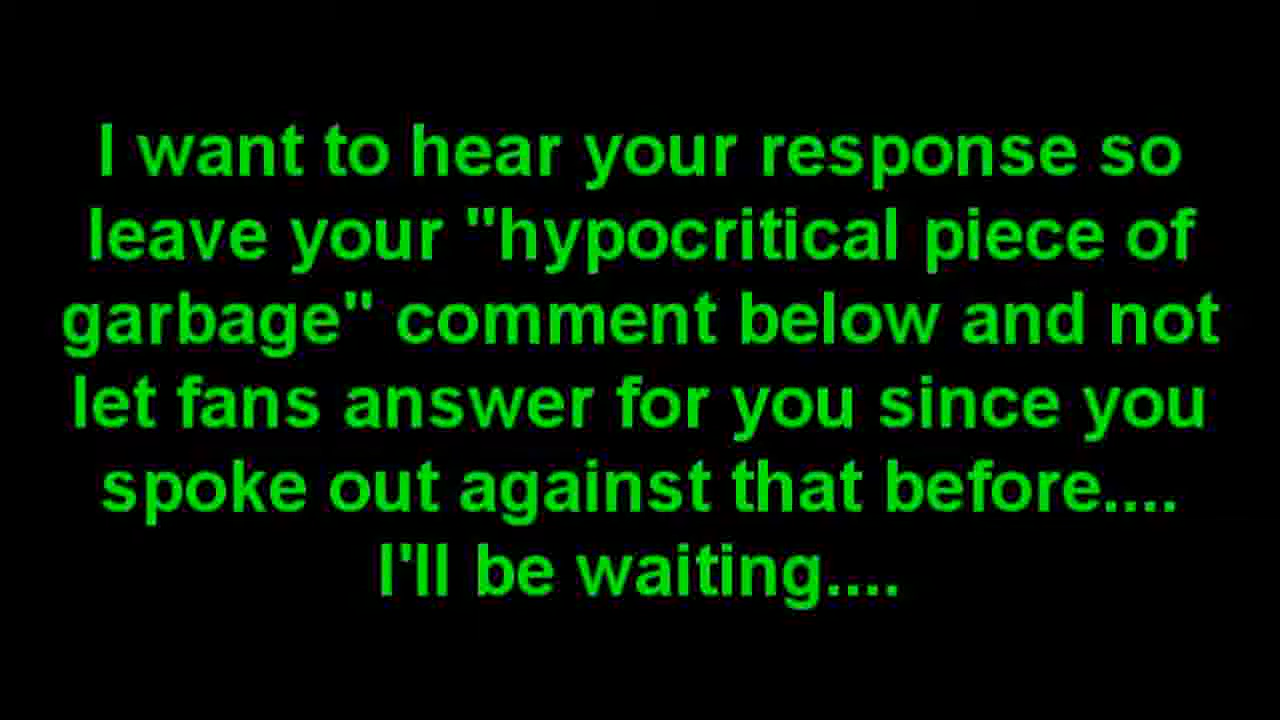 I want to hear your response so
leave your "hypocritical piece of
garbage" comment below and not
let fans answer for you since you
spoke out against that before....
I'll be waiting....